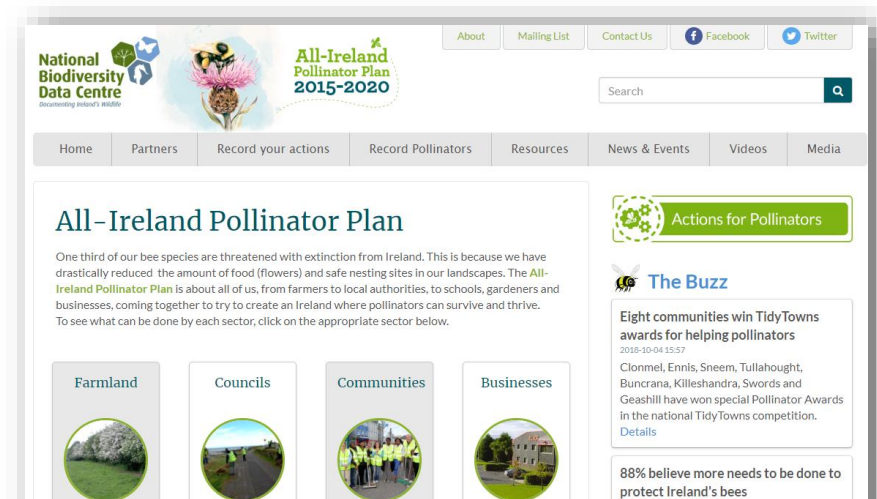 National
Biodiversity
Data Centre
Documenting Ireland's Wildlife
All-Ireland
Pollinator Plan
2015-2020
About
Mailing List
Contact Us
Facebook
Twitter
Search
Home
Partners
Record your actions
Record Pollinators
Resources
News & Events
Videos
Media
All-Ireland Pollinator Plan
One third of our bee species are threatened with extinction from Ireland. This is because we have
drastically reduced the amount of food (flowers) and safe nesting sites in our landscapes. The All-
Ireland Pollinator Plan is about all of us, from farmers to local authorities, to schools, gardeners and
businesses, coming together to try to create an Ireland where pollinators can survive and thrive.
To see what can be done by each sector, click on the appropriate sector below.
Farmland
Councils
Communities
Businesses
Actions for Pollinators
The Buzz
Eight communities win TidyTowns
awards for helping pollinators
2018-10-04 15:57
Clonmel, Ennis, Sneem, Tullahought,
Buncrana, Killeshandra, Swords and
Geashill have won special Pollinator Awards
in the national TidyTowns competition.
Details
88% believe more needs to be done to
protect Ireland's bees